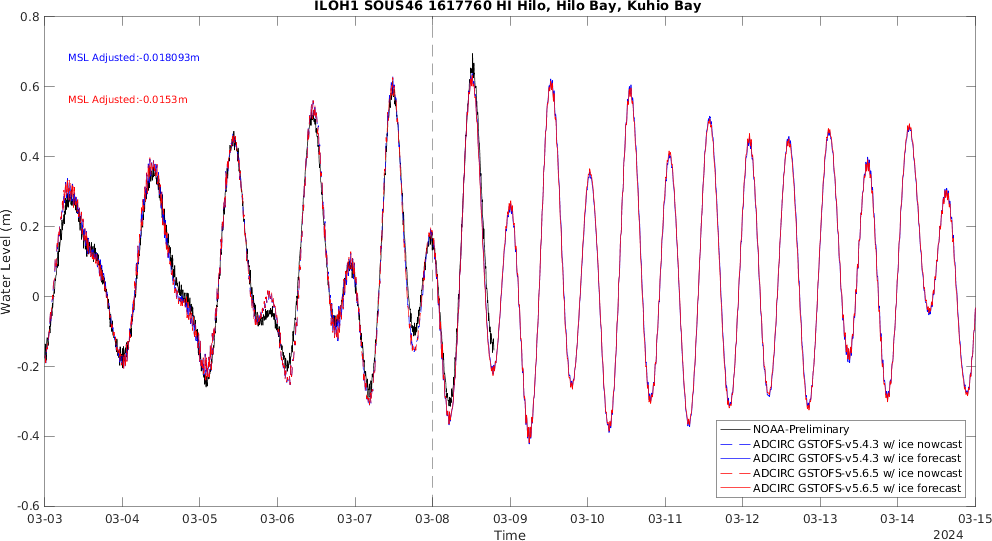 ILOH1 SOUS46 1617760 HI Hilo, Hilo Bay, Kuhio Bay
MSL Adjusted:-0.018093m
MSL Adjusted:-0.0153m
Water Level (m)
0.8
0.6
0.4
0.2
0
-0.2
-0.4
-0.6
NOAA-Preliminary
ADCIRC GSTOFS-v5.4.3 w/ ice nowcast
ADCIRC GSTOFS-v5.4.3 w/ ice forecast
ADCIRC GSTOFS-v5.6.5 w/ ice nowcast
ADCIRC GSTOFS-v5.6.5 w/ ice forecast
03-03 03-04 03-05 03-06 03-07 03-08 03-09 03-10 03-11 03-12 03-13 03-14 03-15
Time
2024